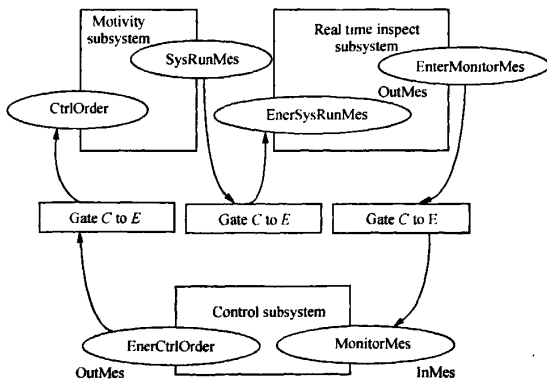 Motivity
subsystem
SysRunMes
CtrlOrder
Real time inspect
subsystem
EnterMonitorMes
OutMes
EnerSysRunMes
Gate C to E
Gate C to E
Gate C to E
Control subsystem
EnerCtrlOrder
MonitorMes
OutMes
InMes